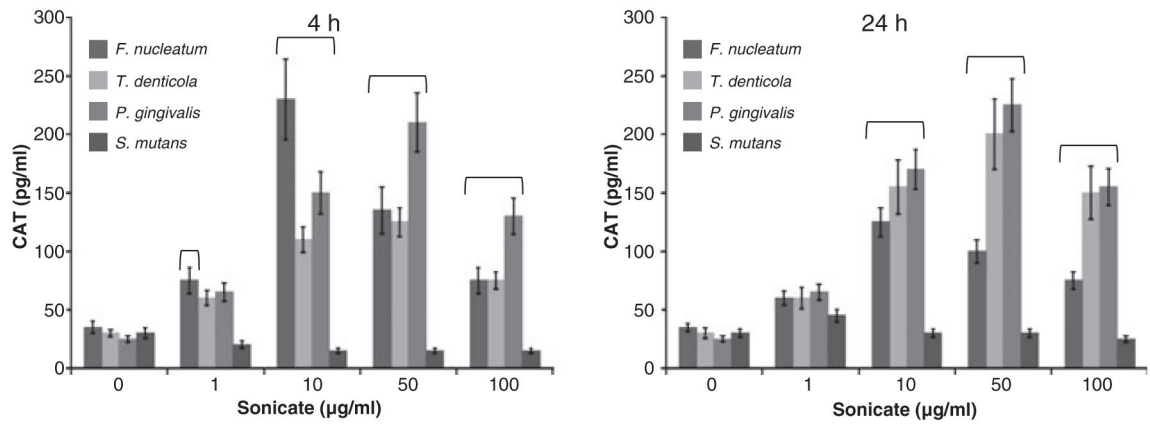 4 h
300
250
200
150
100
50
0
CAT (pg/ml)
F. nucleatum
T. denticola
P. gingivalis
S. mutans
0 1 10 50 100
Sonicate (µg/ml)
24 h
300
250
200
150
100
50
0
CAT (pg/ml)
F. nucleatum
T. denticola
P. gingivalis
S. mutans
0 1 10 50 100
Sonicate (µg/ml)